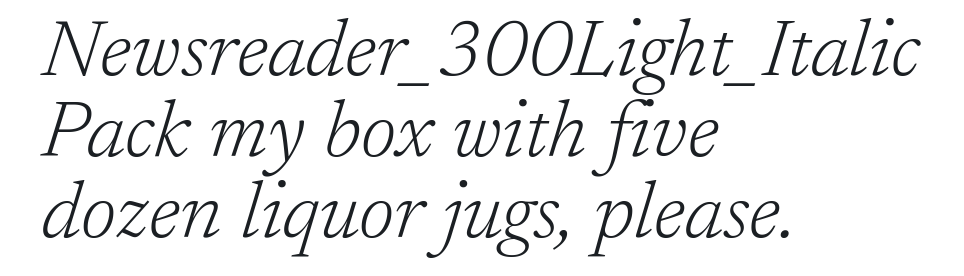 Newsreader_300Light_Italic
Pack my box with five
dozen liquor jugs, please.